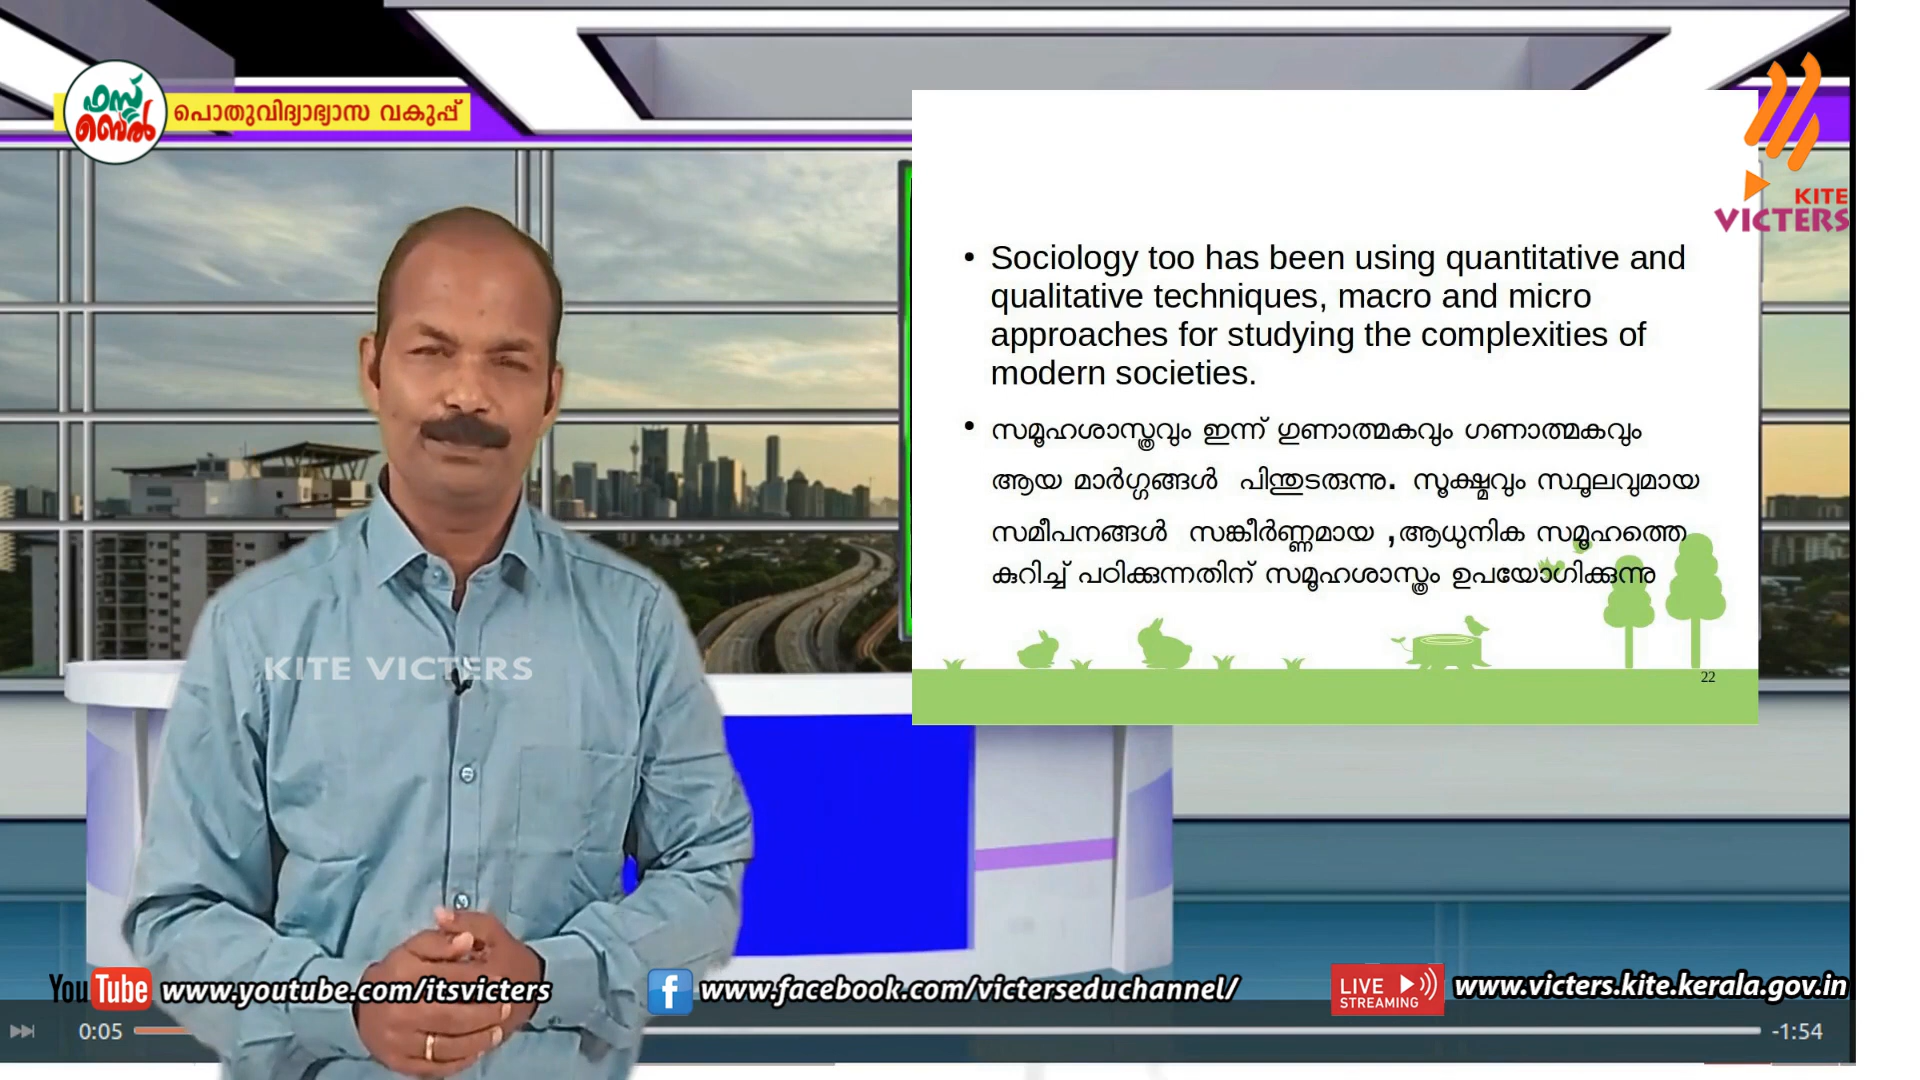 ഫസ്റ്റ്
ബെൽ
പൊതുവിദ്യാഭ്യാസ വകുപ്പ്
KITE
VICTERS
• Sociology too has been using quantitative and
qualitative techniques, macro and micro
approaches for studying the complexities of
modern societies.
• സമൂഹശാസ്ത്രവും ഇന്ന് ഗുണാത്മകവും ഗണാത്മകവും
ആയ മാർഗ്ഗങ്ങൾ പിന്തുടരുന്നു. സൂക്ഷ്മവും സ്ഥൂലവുമായ
സമീപനങ്ങൾ സങ്കീർണ്ണമായ ,ആധുനിക സമൂഹത്തെ
കുറിച്ച് പഠിക്കുന്നതിന് സമൂഹശാസ്ത്രം ഉപയോഗിക്കുന്നു
22
KITE VICTERS
YouTube www.youtube.com/itsvicters
f www.facebook.com/victerseduchannel/
LIVE STREAMING www.victers.kite.kerala.gov.in
0:05
-1:54